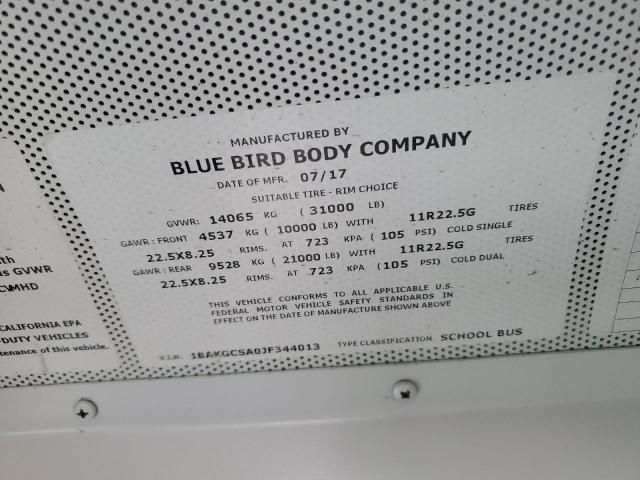 MANUFACTURED BY
BLUE BIRD BODY COMPANY
DATE OF MFR. 07/17
SUITABLE TIRE - RIM CHOICE
GVWR: 14065 KG ( 31000 LB)
GAWR : FRONT 4537 KG ( 10000 LB) WITH 11R22.5G TIRES
22.5X8.25 RIMS. AT 723 KPA ( 105 PSI) COLD SINGLE
GAWR : REAR 9528 KG ( 21000 LB) WITH 11R22.5G TIRES
22.5X8.25 RIMS. AT 723 KPA (105 PSI) COLD DUAL
THIS VEHICLE CONFORMS TO ALL APPLICABLE U.S.
FEDERAL MOTOR VEHICLE SAFETY STANDARDS IN
EFFECT ON THE DATE OF MANUFACTURE SHOWN ABOVE
V.I.N. 1BAKGCSA0JF344013 TYPE CLASSIFICATION SCHOOL BUS
GVWR
CALIFORNIA EPA
DUTY VEHICLES
of this vehicle.